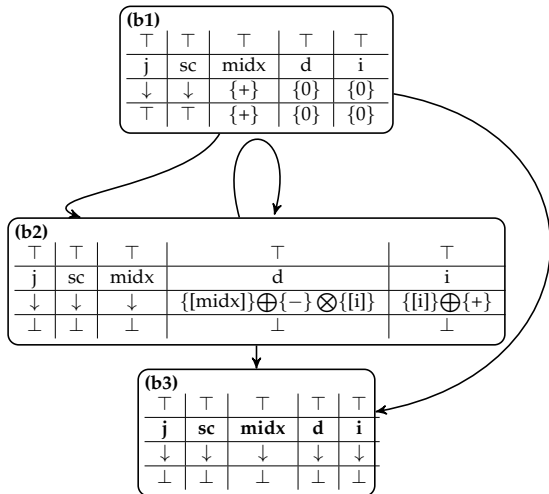 (b1)
⊤ ⊤ ⊤ ⊤ ⊤
j sc midx d i
↓ ↓ {+} {0} {0}
⊤ ⊤ {+} {0} {0}
(b2)
⊤ ⊤ ⊤ ⊤ ⊤
j sc midx d i
↓ ↓ ↓ {[midx]}⊕{−}⊗{[i]} {[i]}⊕{+}
⊥ ⊥ ⊥ ⊥ ⊥
(b3)
⊤ ⊤ ⊤ ⊤ ⊤
j sc midx d i
↓ ↓ ↓ ↓ ↓
⊥ ⊥ ⊥ ⊥ ⊥